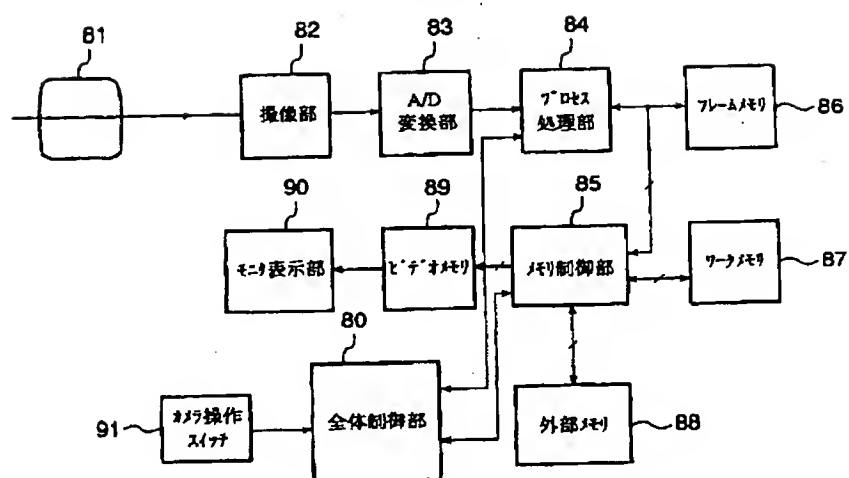 81
82
83
84
撮像部
A/D
変換部
プロセス
処理部
フレームメモリ
86
90
89
85
モニタ表示部
ビデオメモリ
メモリ制御部
ワークメモリ
87
80
91
カメラ操作
スイッチ
全体制御部
外部メモリ
88